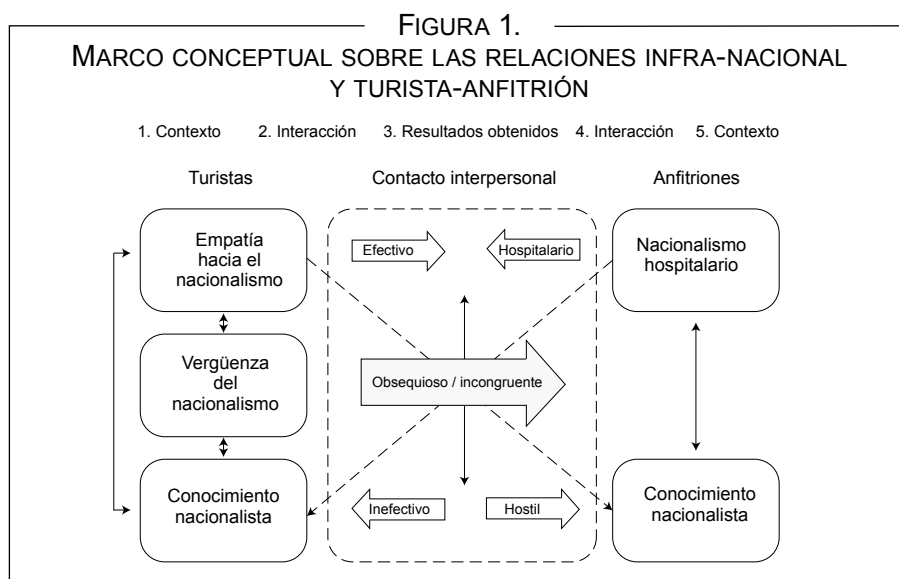 FIGURA 1.
MARCO CONCEPTUAL SOBRE LAS RELACIONES INFRA-NACIONAL
Y TURISTA-ANFITRIÓN
1. Contexto 2. Interacción 3. Resultados obtenidos 4. Interacción 5. Contexto
Turistas Contacto interpersonal Anfitriones
Empatía
hacia el
nacionalismo
Efectivo
Hospitalario
Nacionalismo
hospitalario
Vergüenza
del
nacionalismo
Obsequioso / incongruente
Conocimiento
nacionalista
Inefectivo
Hostil
Conocimiento
nacionalista